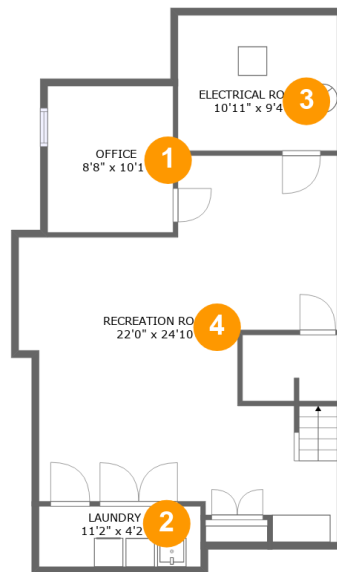 ELECTRICAL RO
10'11" x 9'4
3
OFFICE
8'8" x 10'1
1
RECREATION RO
22'0" x 24'10
4
LAUNDRY
11'2" x 4'2
2